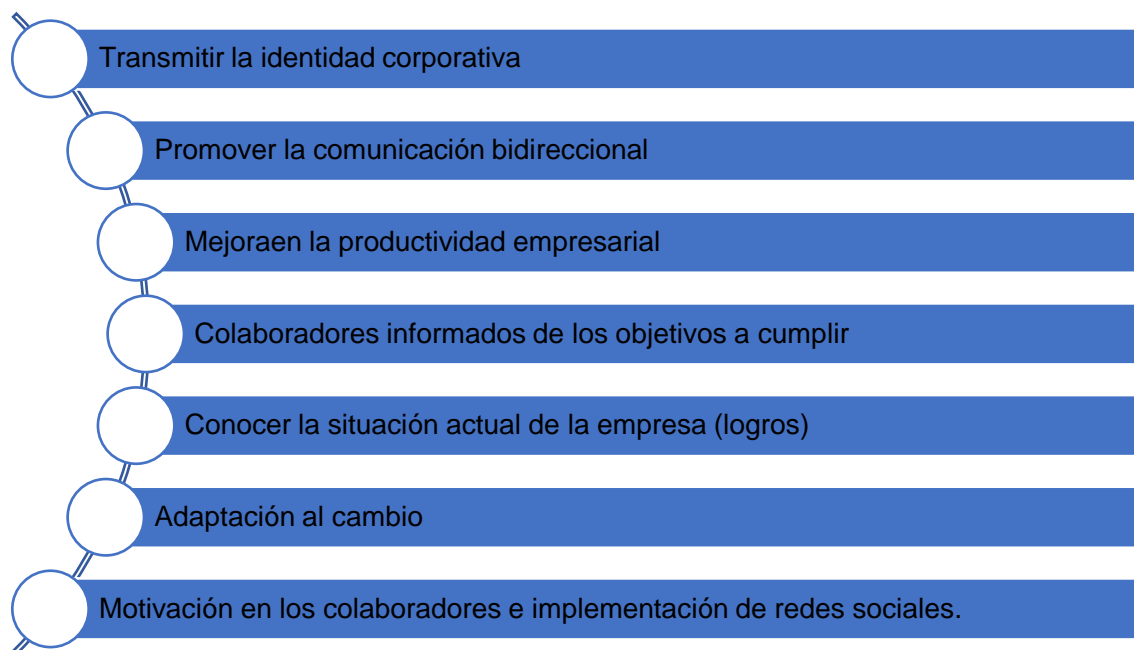 Transmitir la identidad corporativa
Promover la comunicación bidireccional
Mejoraen la productividad empresarial
Colaboradores informados de los objetivos a cumplir
Conocer la situación actual de la empresa (logros)
Adaptación al cambio
Motivación en los colaboradores e implementación de redes sociales.